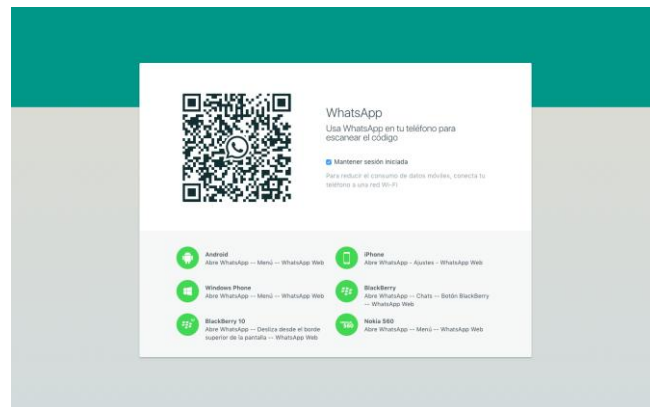 WhatsApp
Usa WhatsApp en tu teléfono para
escanear el código
Mantener sesión iniciada
Para reducir el consumo de datos móviles, conecta tu
teléfono a una red Wi-Fi
Android
Abre WhatsApp — Menú — WhatsApp Web
iPhone
Abre WhatsApp - Ajustes - WhatsApp Web
Windows Phone
Abre WhatsApp — Menú — WhatsApp Web
BlackBerry
Abre WhatsApp — Chats — Botón BlackBerry
— WhatsApp Web
BlackBerry 10
Abre WhatsApp — Desliza desde el borde
superior de la pantalla — WhatsApp Web
Nokia S60
Abre WhatsApp — Menú — WhatsApp Web